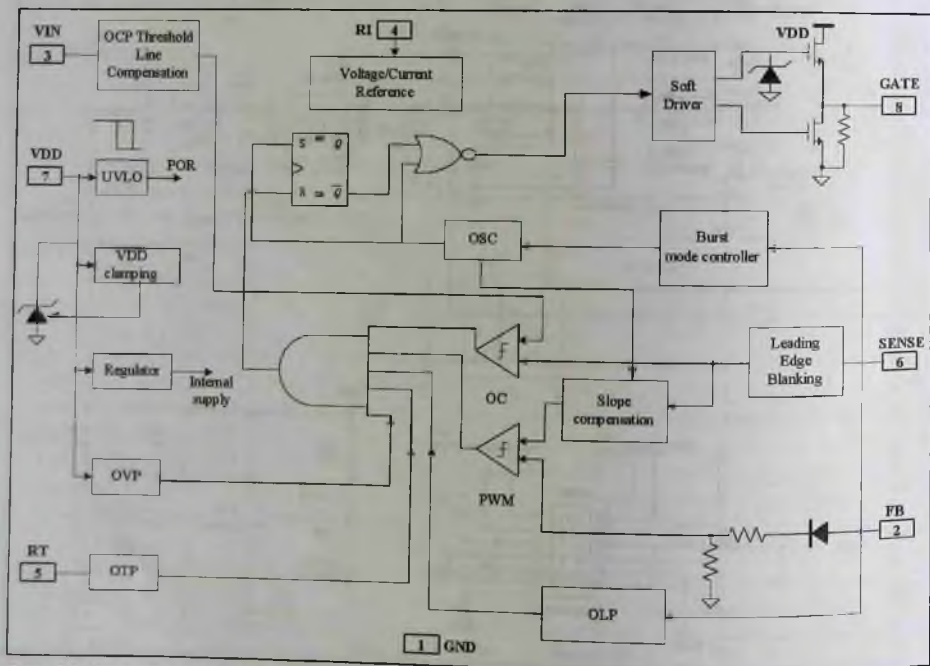 VIN
3
OCP Threshold
Line
Compensation
RI
4
Voltage/Current
Reference
Soft
Driver
VDD
GATE
8
S
Q
R
Q
VDD
7
UVLO
POR
OSC
Burst
mode controller
VDD
clamping
Leading
Edge
Blanking
SENSE
6
Regulator
Internal
supply
OC
Slope
compensation
OVP
PWM
FB
2
RT
5
OTP
OLP
1
GND